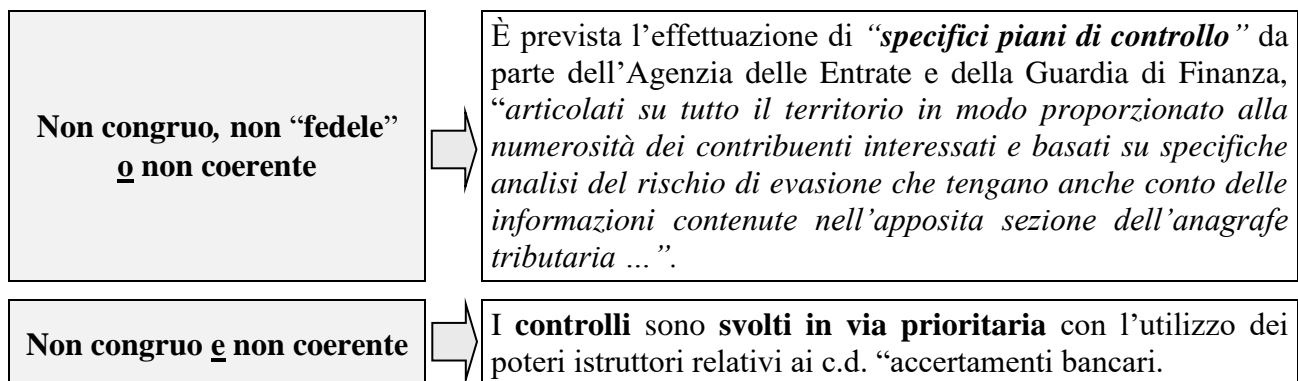 Non congruo, non “fedele”
o non coerente
È prevista l’effettuazione di “specifici piani di controllo” da
parte dell’Agenzia delle Entrate e della Guardia di Finanza,
“articolati su tutto il territorio in modo proporzionato alla
numerosità dei contribuenti interessati e basati su specifiche
analisi del rischio di evasione che tengano anche conto delle
informazioni contenute nell’apposita sezione dell’anagrafe
tributaria …”.
Non congruo e non coerente
I controlli sono svolti in via prioritaria con l’utilizzo dei
poteri istruttori relativi ai c.d. “accertamenti bancari.